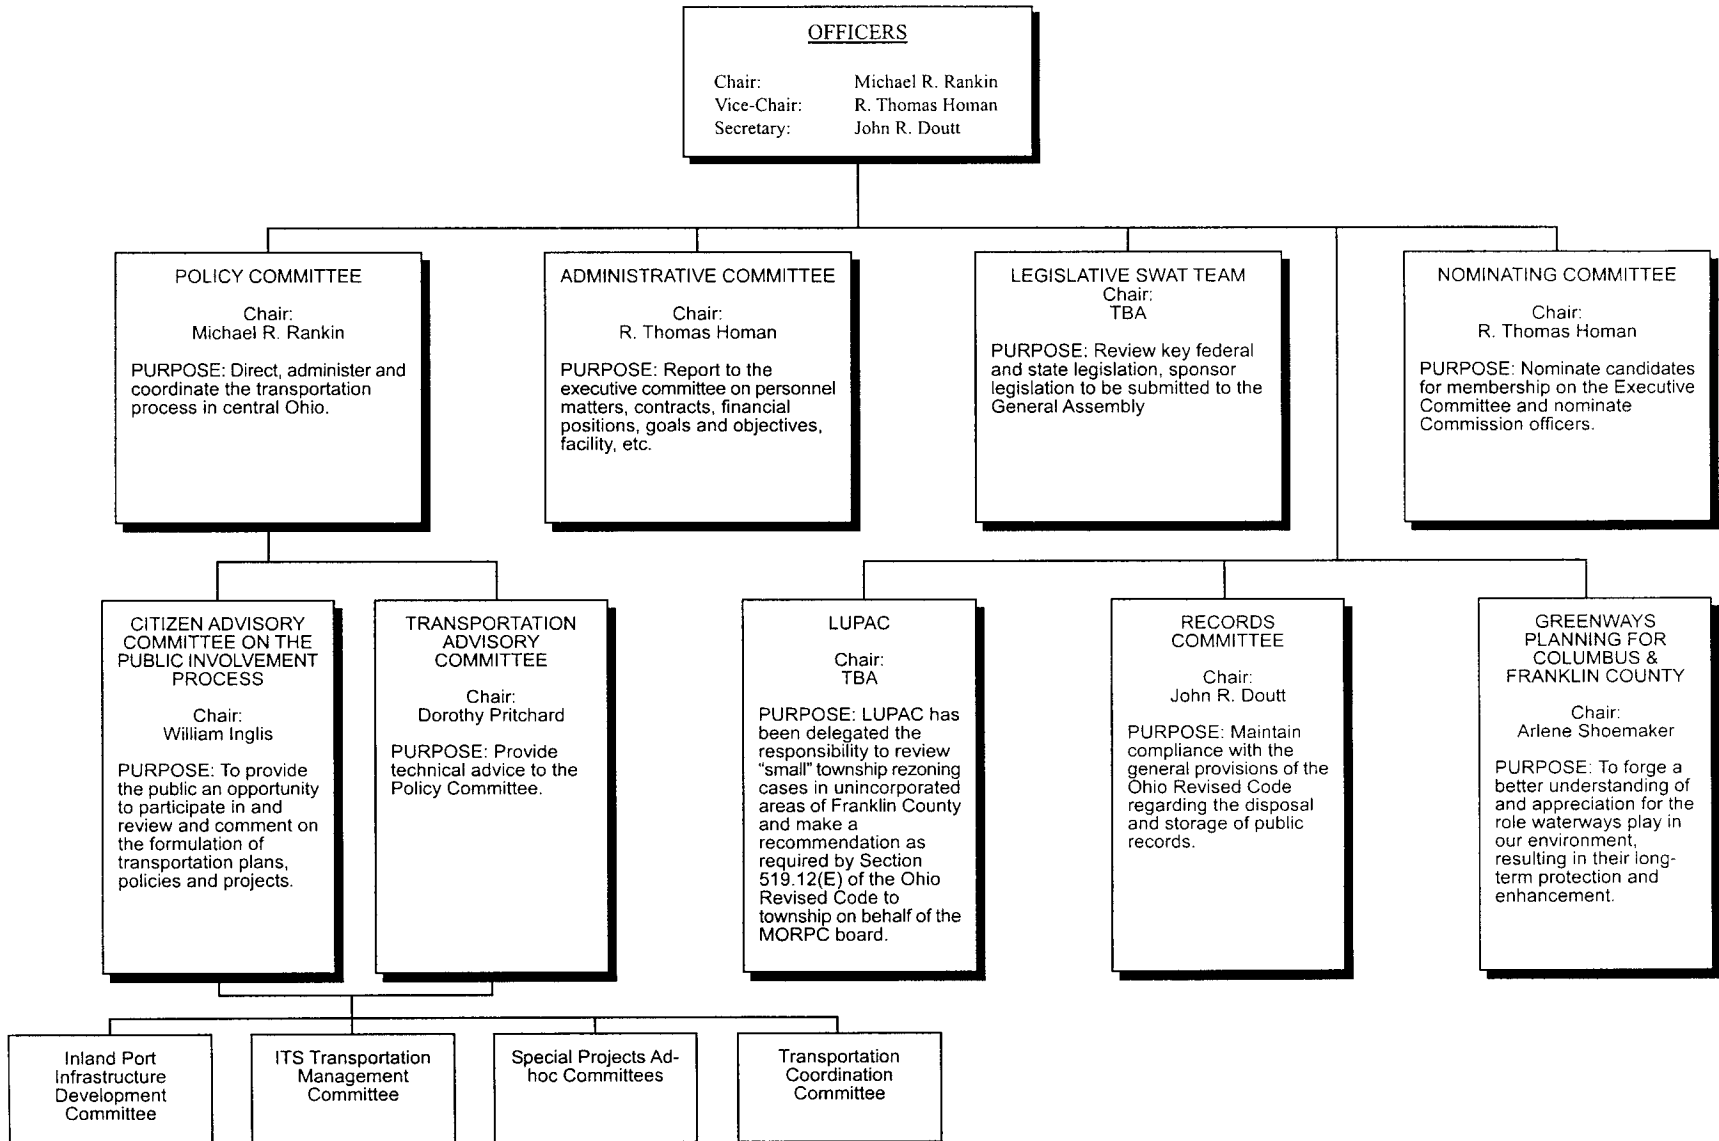 OFFICERS
Chair: Michael R. Rankin
Vice-Chair: R. Thomas Homan
Secretary: John R. Doutt
POLICY COMMITTEE
Chair:
Michael R. Rankin
PURPOSE: Direct, administer and
coordinate the transportation
process in central Ohio.
ADMINISTRATIVE COMMITTEE
Chair:
R. Thomas Homan
PURPOSE: Report to the
executive committee on personnel
matters, contracts, financial
positions, goals and objectives,
facility, etc.
LEGISLATIVE SWAT TEAM
Chair:
TBA
PURPOSE: Review key federal
and state legislation, sponsor
legislation to be submitted to the
General Assembly
NOMINATING COMMITTEE
Chair:
R. Thomas Homan
PURPOSE: Nominate candidates
for membership on the Executive
Committee and nominate
Commission officers.
CITIZEN ADVISORY
COMMITTEE ON THE
PUBLIC INVOLVEMENT
PROCESS
Chair:
William Inglis
PURPOSE: To provide
the public an opportunity
to participate in and
review and comment on
the formulation of
transportation plans,
policies and projects.
TRANSPORTATION
ADVISORY
COMMITTEE
Chair:
Dorothy Pritchard
PURPOSE: Provide
technical advice to the
Policy Committee.
LUPAC
Chair:
TBA
PURPOSE: LUPAC has
been delegated the
responsibility to review
“small” township rezoning
cases in unincorporated
areas of Franklin County
and make a
recommendation as
required by Section
519.12(E) of the Ohio
Revised Code to
township on behalf of the
MORPC board.
RECORDS
COMMITTEE
Chair:
John R. Doutt
PURPOSE: Maintain
compliance with the
general provisions of the
Ohio Revised Code
regarding the disposal
and storage of public
records.
GREENWAYS
PLANNING FOR
COLUMBUS &
FRANKLIN COUNTY
Chair:
Arlene Shoemaker
PURPOSE: To forge a
better understanding of
and appreciation for the
role waterways play in
our environment,
resulting in their long-
term protection and
enhancement.
Inland Port
Infrastructure
Development
Committee
ITS Transportation
Management
Committee
Special Projects Ad-
hoc Committees
Transportation
Coordination
Committee